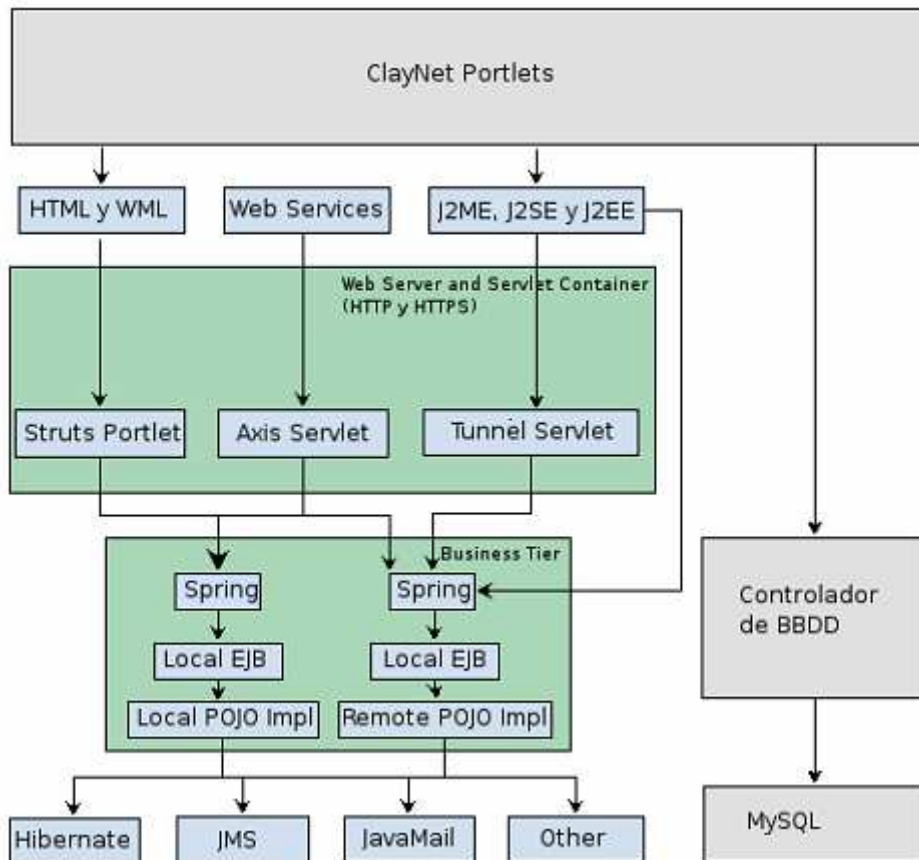 ClayNet Portlets
HTML y WML
Web Services
J2ME, J2SE y J2EE
Web Server and Servlet Container
(HTTP y HTTPS)
Struts Portlet
Axis Servlet
Tunnel Servlet
Business Tier
Spring
Spring
Local EJB
Local EJB
Local POJO Impl
Remote POJO Impl
Controlador
de BBDD
Hibernate
JMS
JavaMail
Other
MySQL